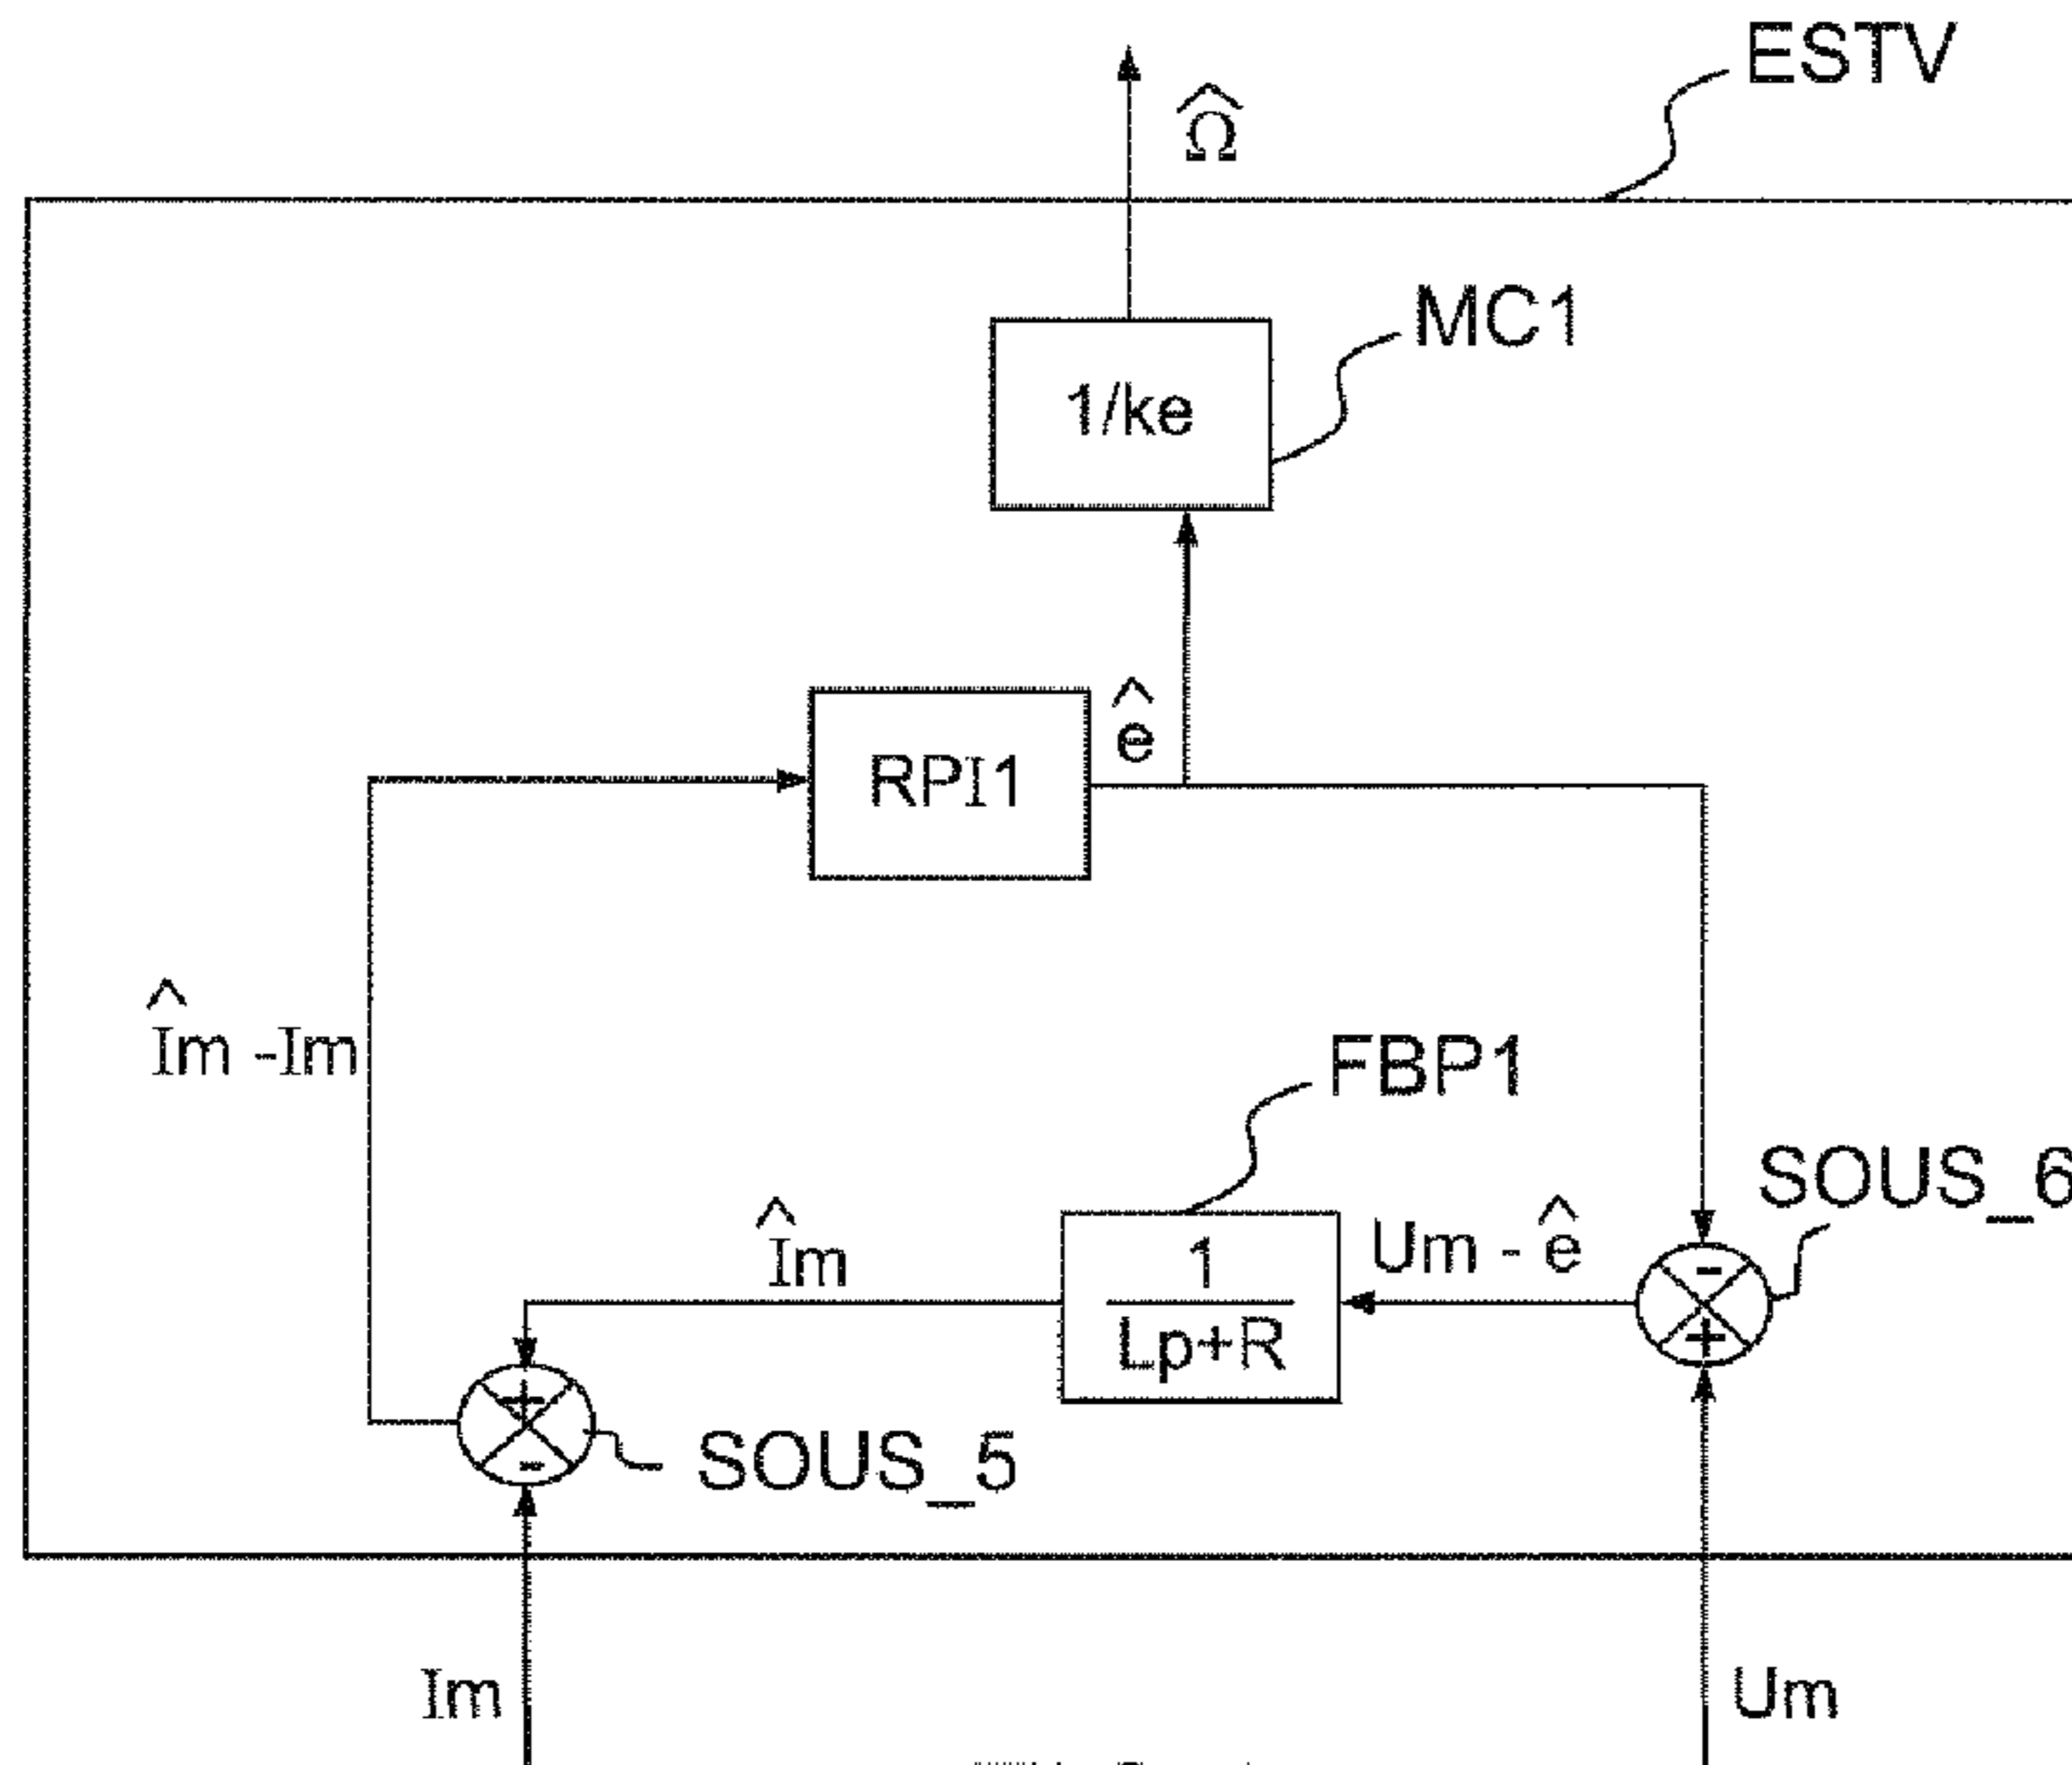 ESTV
Ω̂
MC1
1/ke
ê
RPI1
Îm -Im
FBP1
SOUS_6
Îm
1
Lp+R
Um - ê
-
+
+
-
SOUS_5
Im
Um